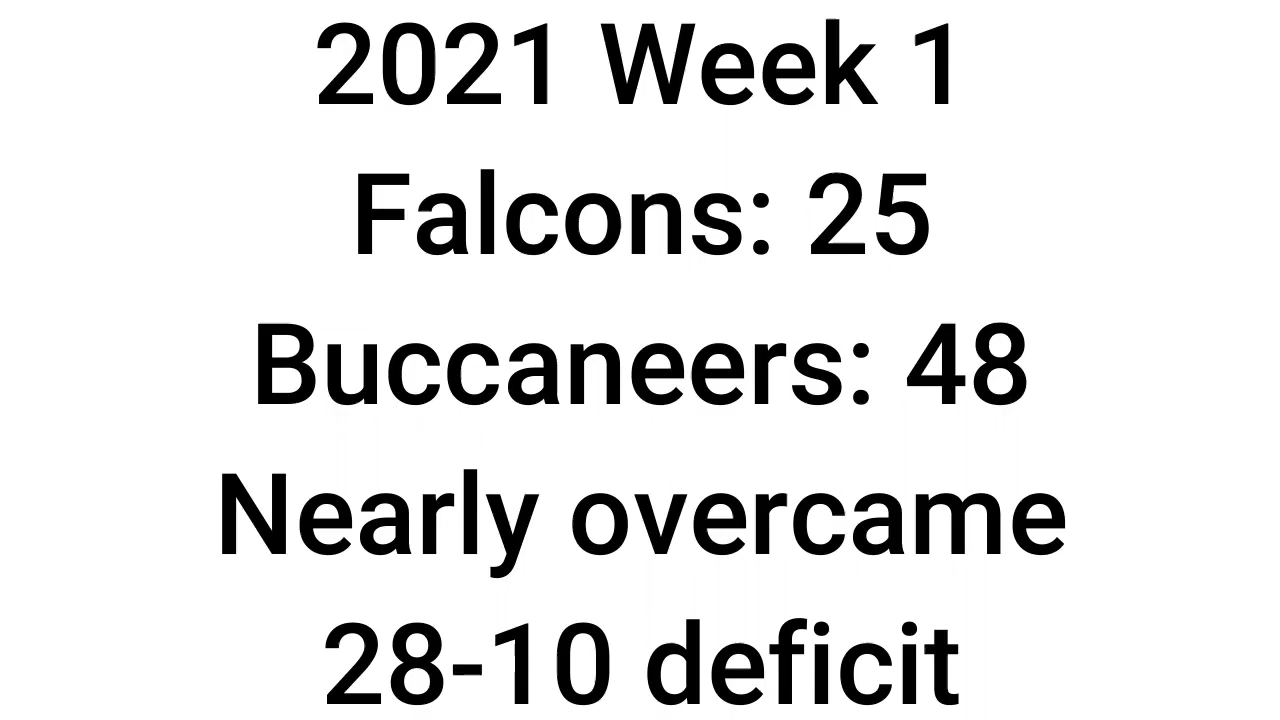 2021 Week 1
Falcons: 25
Buccaneers: 48
Nearly overcame
28-10 deficit